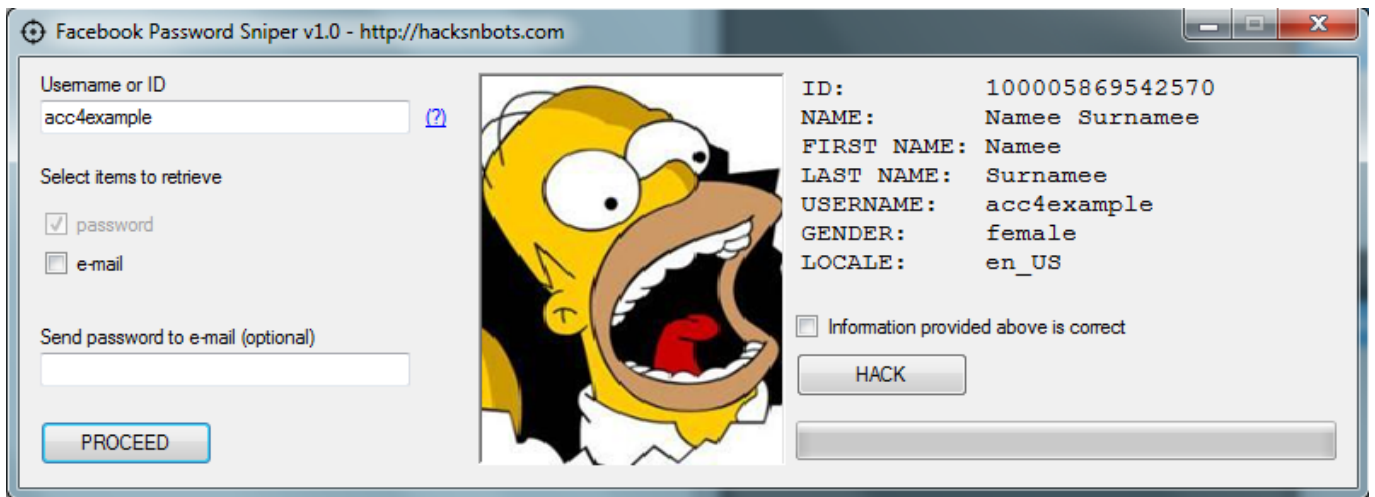 Facebook Password Sniper v1.0 - http://hacksnbots.com
Username or ID
acc4example
(?)
Select items to retrieve
password
e-mail
Send password to e-mail (optional)
PROCEED
ID: 100005869542570
NAME: Namee Surnamee
FIRST NAME: Namee
LAST NAME: Surnamee
USERNAME: acc4example
GENDER: female
LOCALE: en_US
Information provided above is correct
HACK